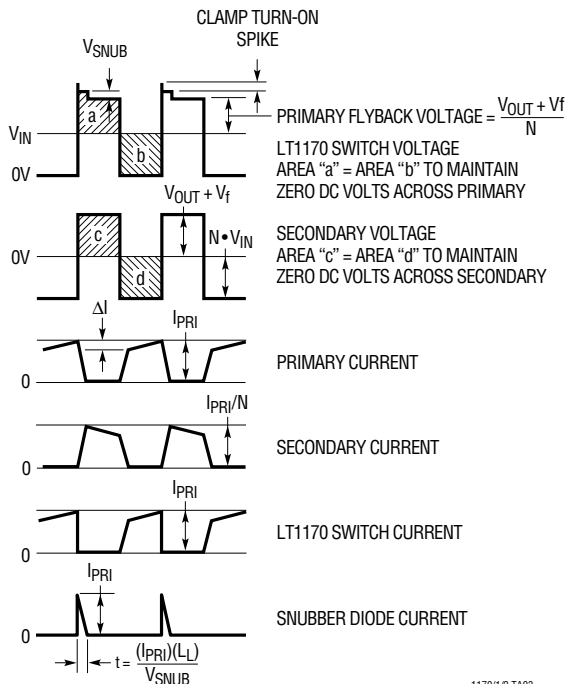 CLAMP TURN-ON
SPIKE
VSNUB
a
PRIMARY FLYBACK VOLTAGE = VOUT + Vf
N
VIN
LT1170 SWITCH VOLTAGE
b
AREA "a" = AREA "b" TO MAINTAIN
0V
ZERO DC VOLTS ACROSS PRIMARY
VOUT + Vf
c
N•VIN
SECONDARY VOLTAGE
0V
AREA "c" = AREA "d" TO MAINTAIN
d
ZERO DC VOLTS ACROSS SECONDARY
ΔI
IPRI
PRIMARY CURRENT
0
IPRI/N
SECONDARY CURRENT
0
IPRI
LT1170 SWITCH CURRENT
0
IPRI
SNUBBER DIODE CURRENT
0
t = (IPRI)(LL)
VSNUB